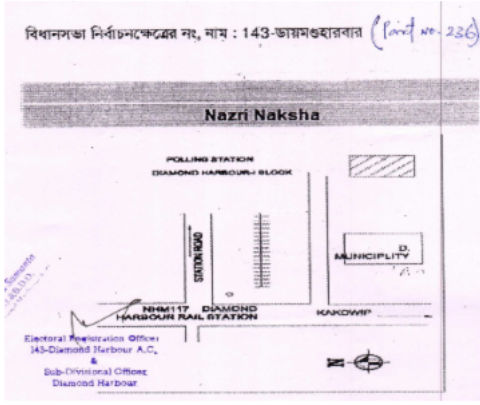 বিধানসভা নির্বাচনক্ষেত্রের নং, নাম : 143-ডায়মণ্ডহারবার (Part No. 236)
Nazri Naksha
POLLING STATION
DIAMOND HARBOUR-I BLOCK
STATION ROAD
D.
MUNICIPLITY
NHM117 DIAMOND
HARBOUR RAIL STATION
KAKDWIP
Electoral Registration Officer
143-Diamond Harbour A.C,
&
Sub-Divisional Officer,
Diamond Harbour
N